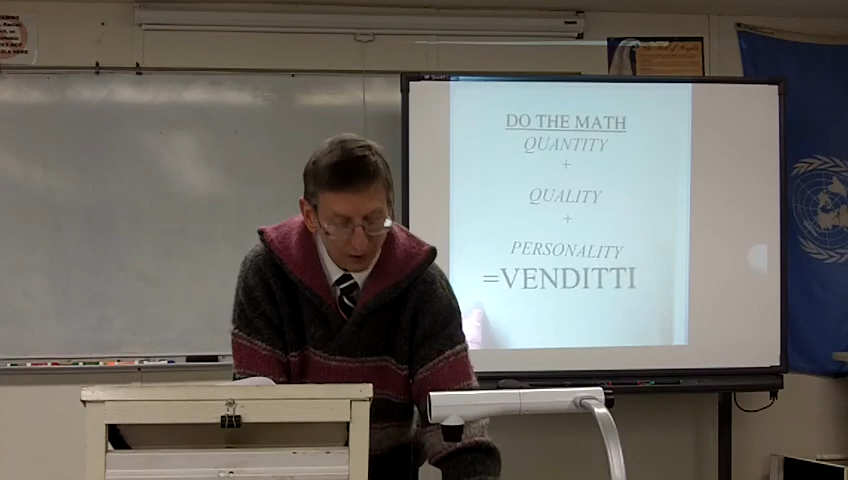 DO THE MATH
QUANTITY
+
QUALITY
+
PERSONALITY
=VENDITTI